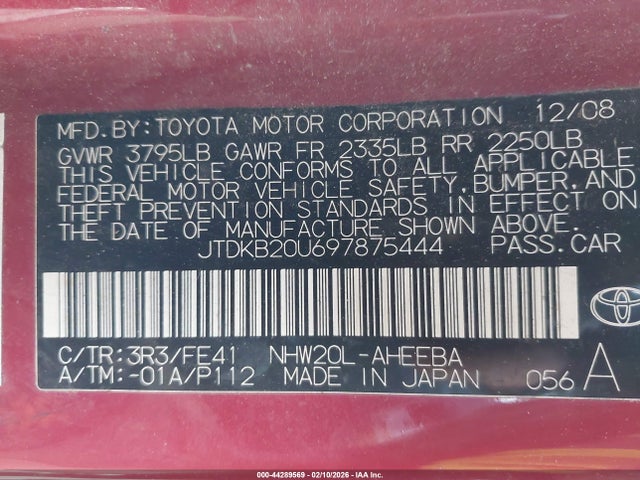 MFD. BY: TOYOTA MOTOR CORPORATION 12/08
GVWR 3795LB GAWR FR 2335LB RR 2250LB
THIS VEHICLE CONFORMS TO ALL APPLICABLE
FEDERAL MOTOR VEHICLE SAFETY, BUMPER, AND
THEFT PREVENTION STANDARDS IN EFFECT ON
THE DATE OF MANUFACTURE SHOWN ABOVE.
JTDKB20U697875444 PASS.CAR
C/TR: 3R3/FE41 NHW20L-AHEEBA
A/TM: -01A/P112 MADE IN JAPAN 056 A
TOYOTA
000-44289569 - 02/10/2026 - IAA Inc.